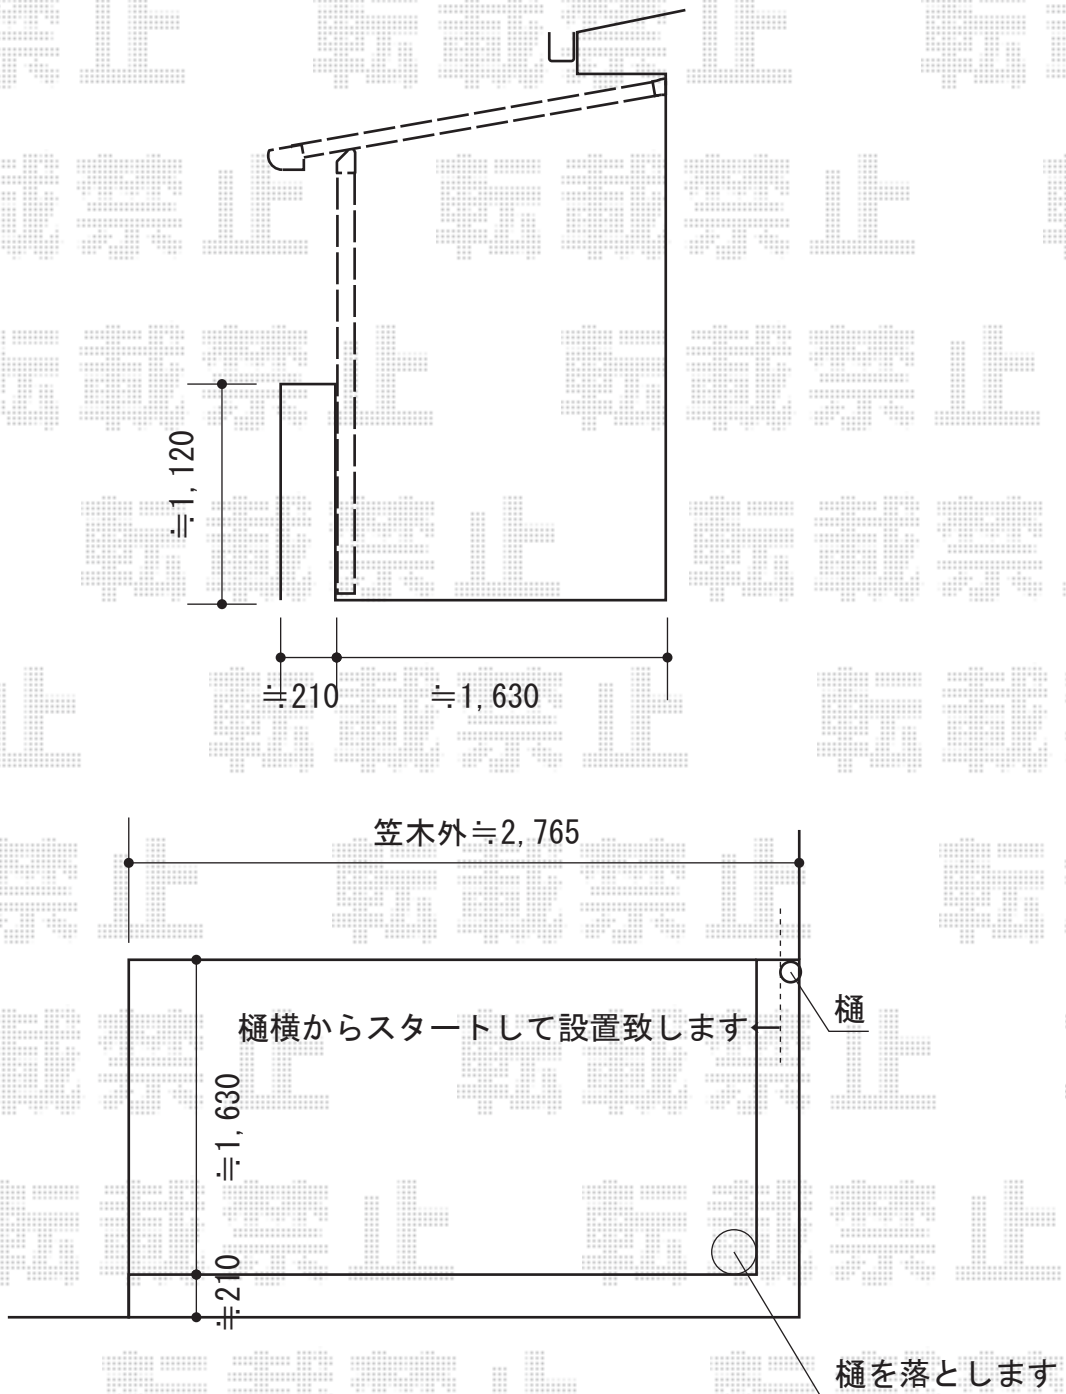 ≒1,120
≒210
≒1,630
笠木外≒2,765
樋
樋横からスタートして設置致します
≒1,630
≒210
樋を落とします
転載禁止